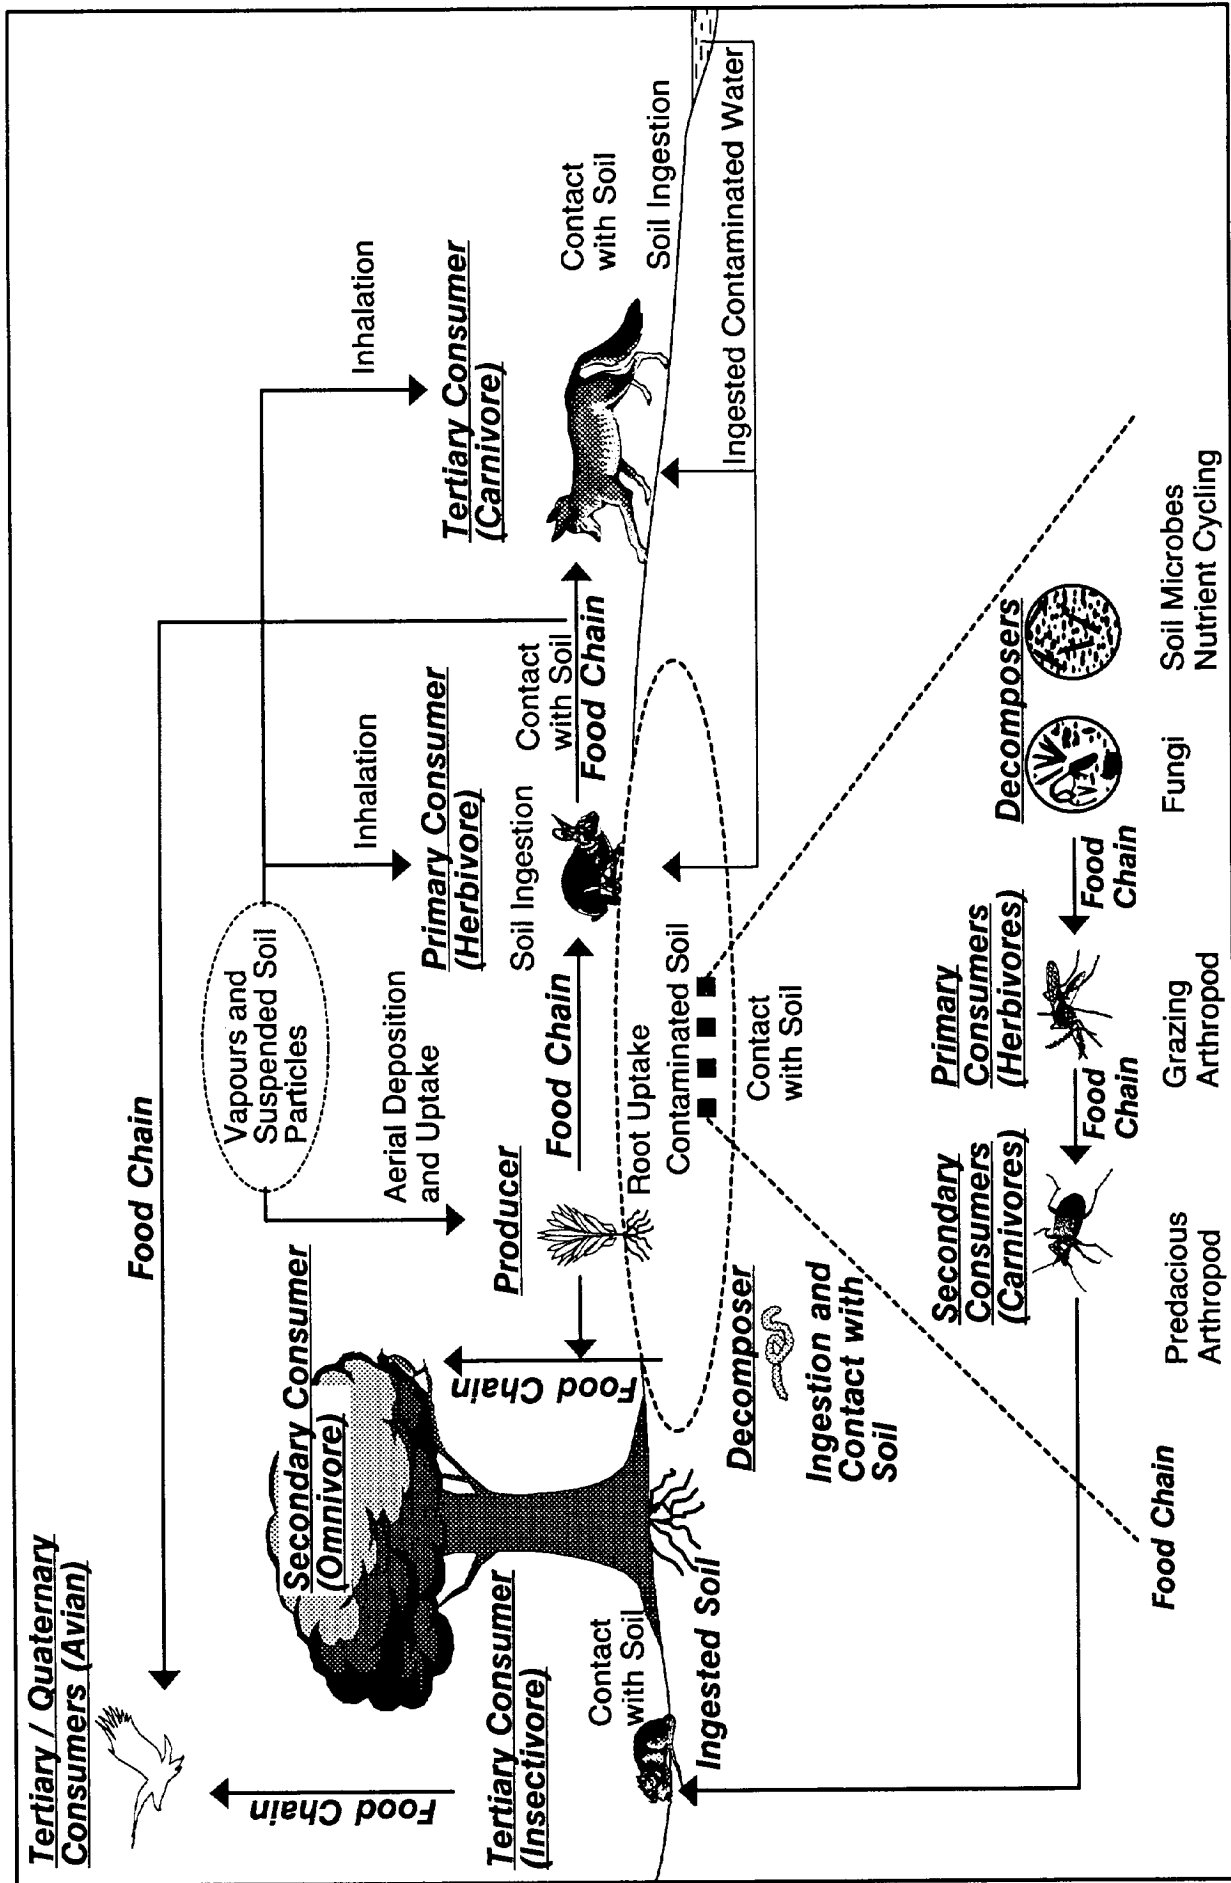 Tertiary / Quaternary
Consumers (Avian)
Food Chain
Food Chain
Vapours and
Suspended Soil
Particles
Secondary Consumer
(Omnivore)
Aerial Deposition
and Uptake
Inhalation
Inhalation
Tertiary Consumer
(Insectivore)
Food Chain
Producer
Primary Consumer
(Herbivore)
Tertiary Consumer
(Carnivore)
Soil Ingestion
Contact
with Soil
Contact
with Soil
Food Chain
Food Chain
Contact
with Soil
Root Uptake
Soil Ingestion
Ingested Soil
Contaminated Soil
Ingested Contaminated Water
Decomposer
Contact
with Soil
Ingestion and
Contact with
Soil
Secondary
Consumers
(Carnivores)
Primary
Consumers
(Herbivores)
Decomposers
Food
Chain
Food
Chain
Food Chain
Predacious
Arthropod
Grazing
Arthropod
Fungi
Soil Microbes
Nutrient Cycling